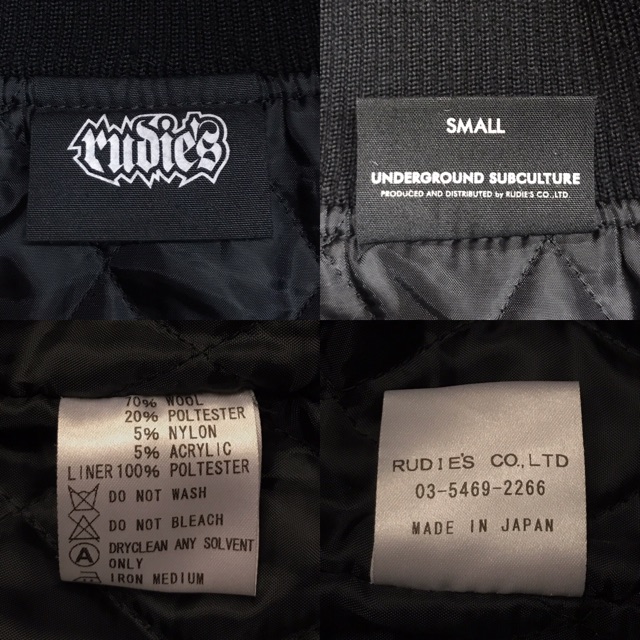 rudie's
SMALL
UNDERGROUND SUBCULTURE
PRODUCED AND DISTRIBUTED by RUDIE'S CO.,LTD.
70% WOOL
20% POLTESTER
5% NYLON
5% ACRYLIC
LINER 100% POLTESTER
DO NOT WASH
DO NOT BLEACH
A DRYCLEAN ANY SOLVENT
ONLY
IRON MEDIUM
RUDIE'S CO.,LTD
03-5469-2266
MADE IN JAPAN